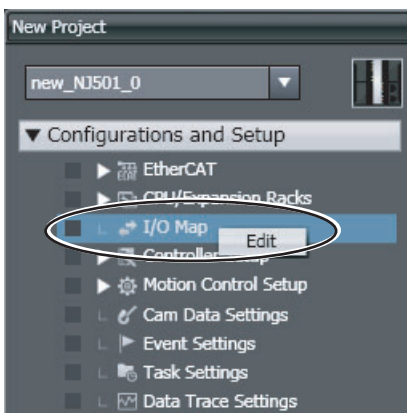 New Project
new_NJ501_0
▼ Configurations and Setup
EtherCAT
CPU/Expansion Racks
I/O Map
Edit
Controller
Motion Control Setup
Cam Data Settings
Event Settings
Task Settings
Data Trace Settings